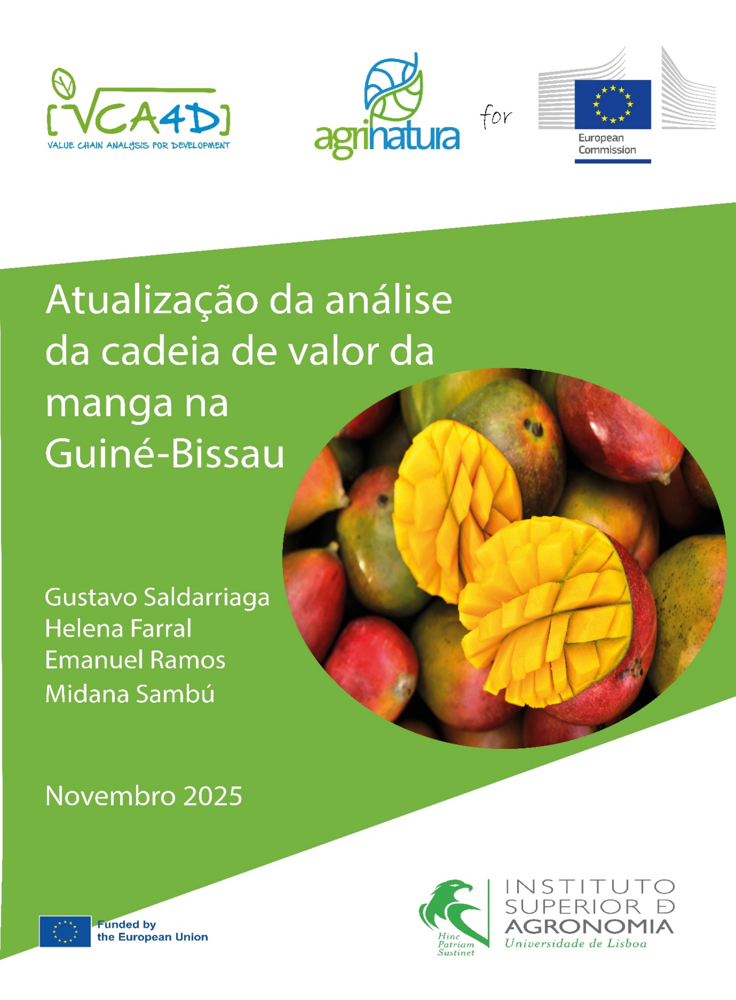 [VCA4D]
VALUE CHAIN ANALYSIS FOR DEVELOPMENT
agrinatura
for
European
Commission
Atualização da análise
da cadeia de valor da
manga na
Guiné-Bissau
Gustavo Saldarriaga
Helena Farral
Emanuel Ramos
Midana Sambú
Novembro 2025
Funded by
the European Union
Hinc
Patriam
Sustinet
INSTITUTO
SUPERIOR DE
AGRONOMIA
Universidade de Lisboa